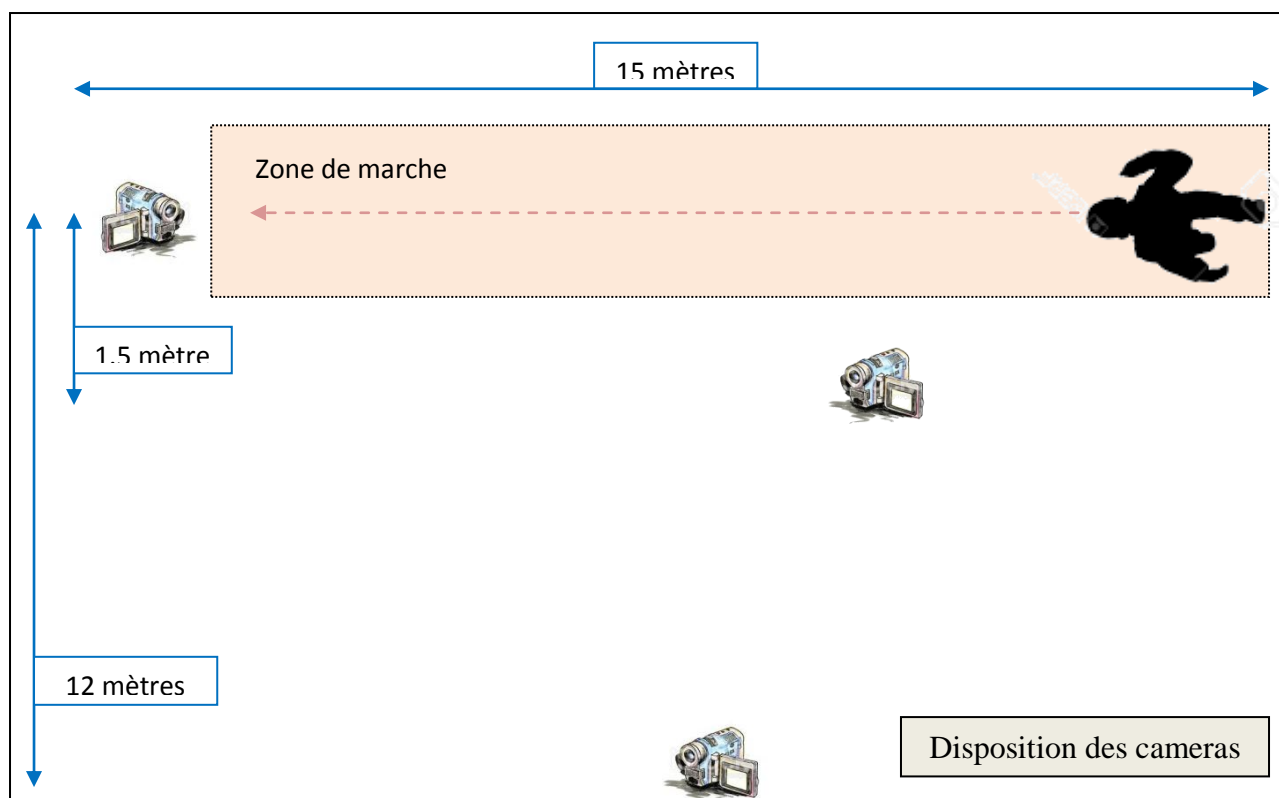 15 mètres
Zone de marche
1.5 mètre
12 mètres
Disposition des cameras